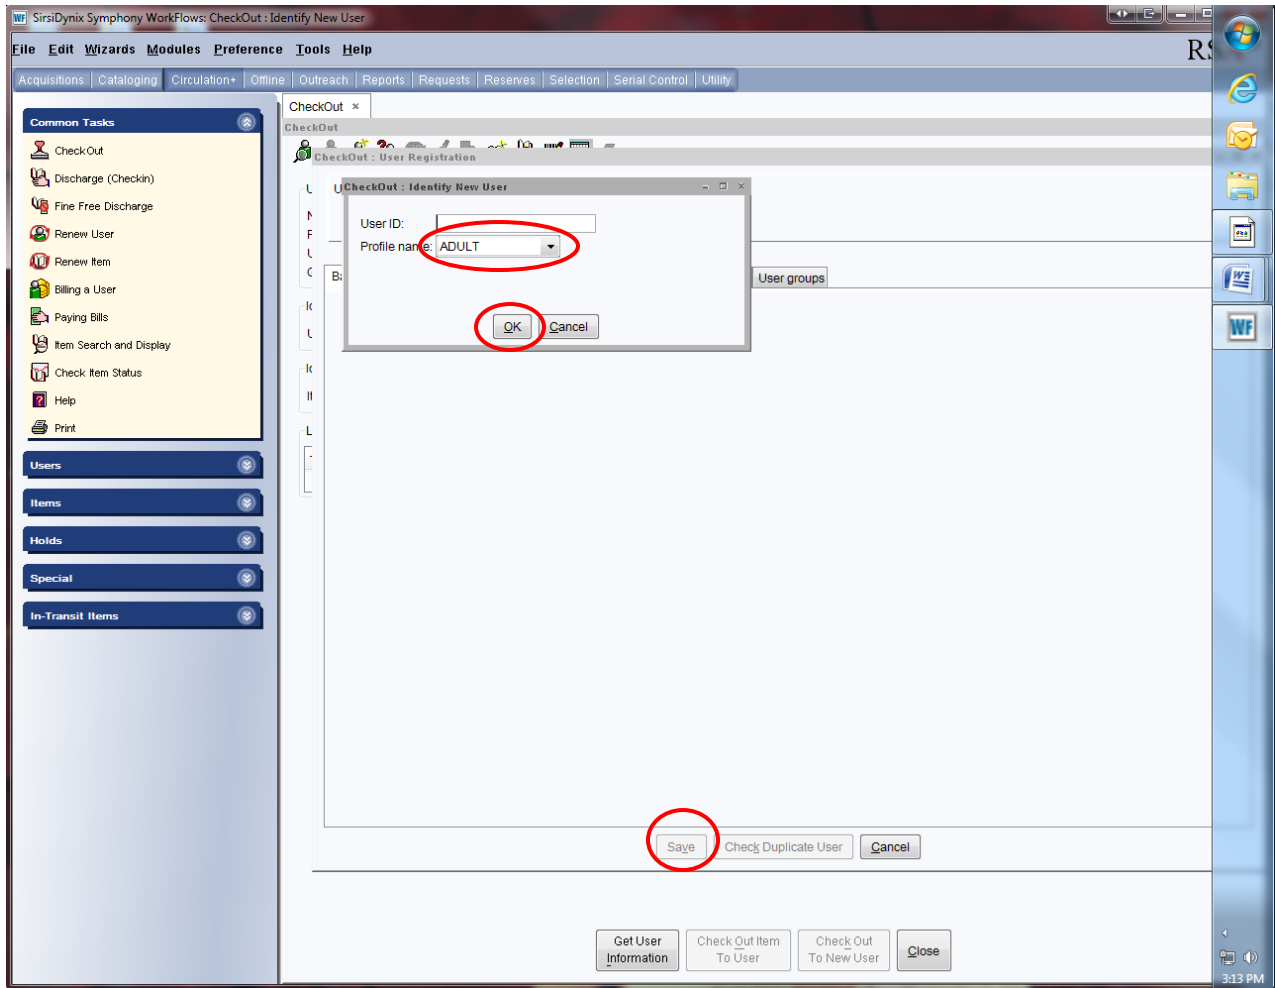 SirsiDynix Symphony WorkFlows: CheckOut : Identify New User
File Edit Wizards Modules Preference Tools Help
Acquisitions Cataloging Circulation+ Offline Outreach Reports Requests Reserves Selection Serial Control Utility
CheckOut ×
CheckOut
Common Tasks
CheckOut
Discharge (Checkin)
Fine Free Discharge
Renew User
Renew Item
Billing a User
Paying Bills
Item Search and Display
Check Item Status
Help
Print
Users
Items
Holds
Special
In-Transit Items
CheckOut : User Registration
CheckOut : Identify New User
User ID:
Profile name: ADULT
OK Cancel
User groups
Save Check Duplicate User Cancel
Get User Information
Check Out Item To User
Check Out To New User
Close
3:13 PM